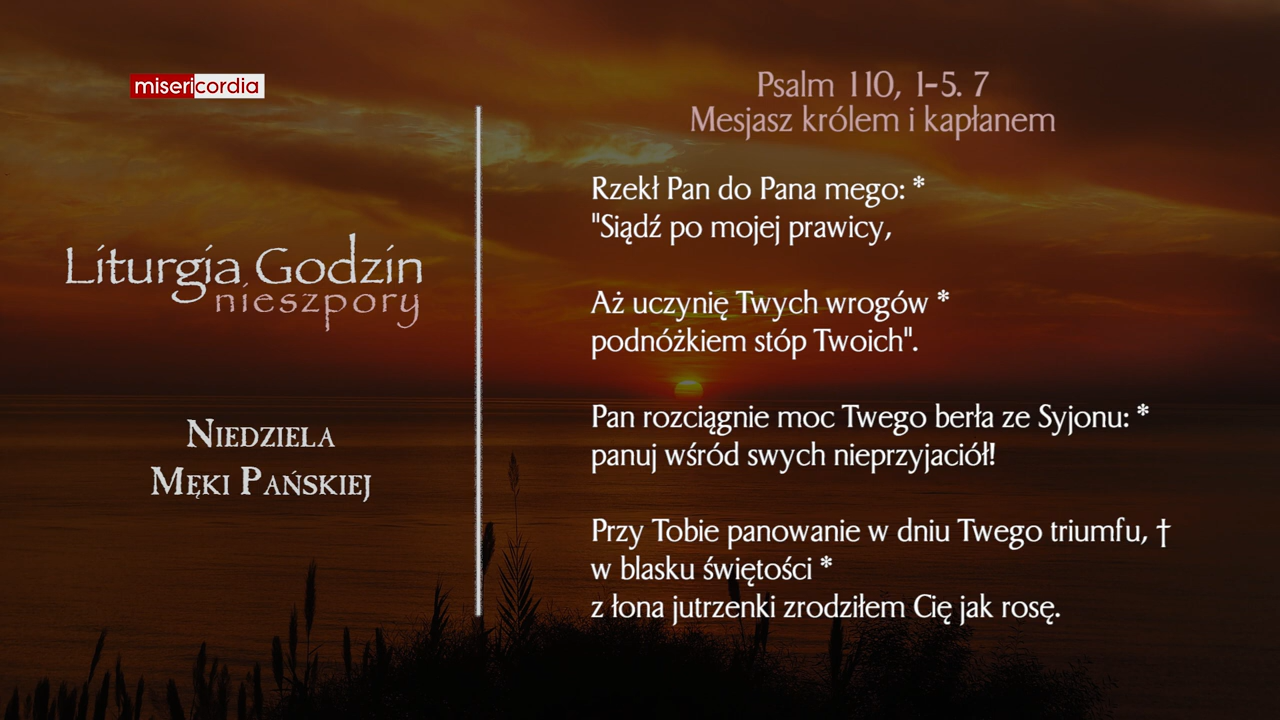 misericordia
Liturgia Godzin
nieszpory
Niedziela
Męki Pańskiej
Psalm 110, 1-5. 7
Mesjasz królem i kapłanem
Rzekł Pan do Pana mego: *
"Siądź po mojej prawicy,
Aż uczynię Twych wrogów *
podnóżkiem stóp Twoich".
Pan rozciągnie moc Twego berła ze Syjonu: *
panuj wśród swych nieprzyjaciół!
Przy Tobie panowanie w dniu Twego triumfu, †
w blasku świętości *
z łona jutrzenki zrodziłem Cię jak rosę.